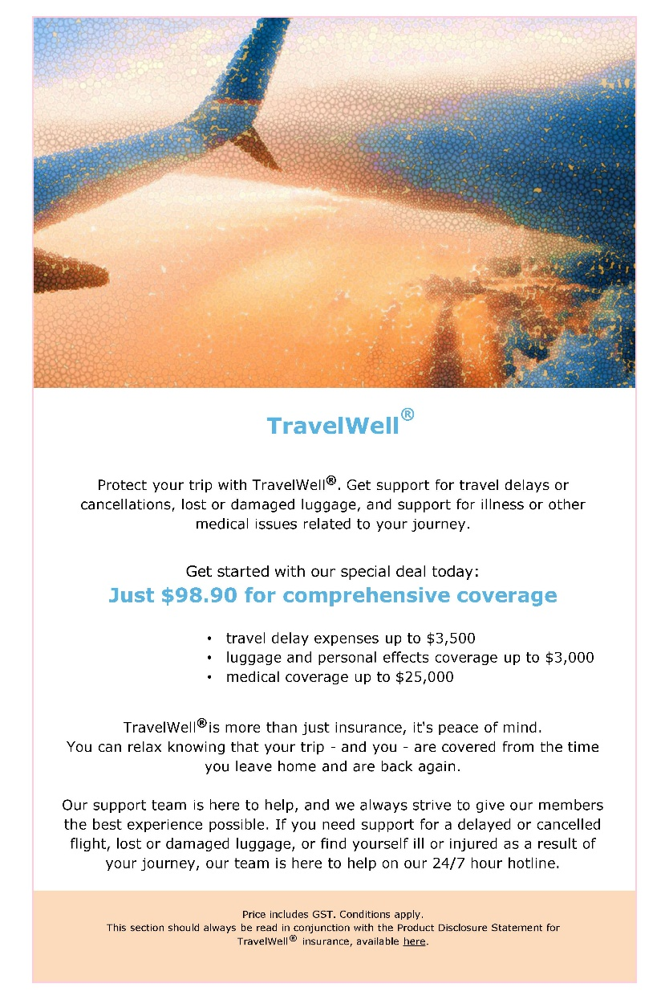 TravelWell®
Protect your trip with TravelWell®. Get support for travel delays or
cancellations, lost or damaged luggage, and support for illness or other
medical issues related to your journey.
Get started with our special deal today:
Just $98.90 for comprehensive coverage
• travel delay expenses up to $3,500
• luggage and personal effects coverage up to $3,000
• medical coverage up to $25,000
TravelWell®is more than just insurance, it's peace of mind.
You can relax knowing that your trip - and you - are covered from the time
you leave home and are back again.
Our support team is here to help, and we always strive to give our members
the best experience possible. If you need support for a delayed or cancelled
flight, lost or damaged luggage, or find yourself ill or injured as a result of
your journey, our team is here to help on our 24/7 hour hotline.
Price includes GST. Conditions apply.
This section should always be read in conjunction with the Product Disclosure Statement for
TravelWell® insurance, available here.